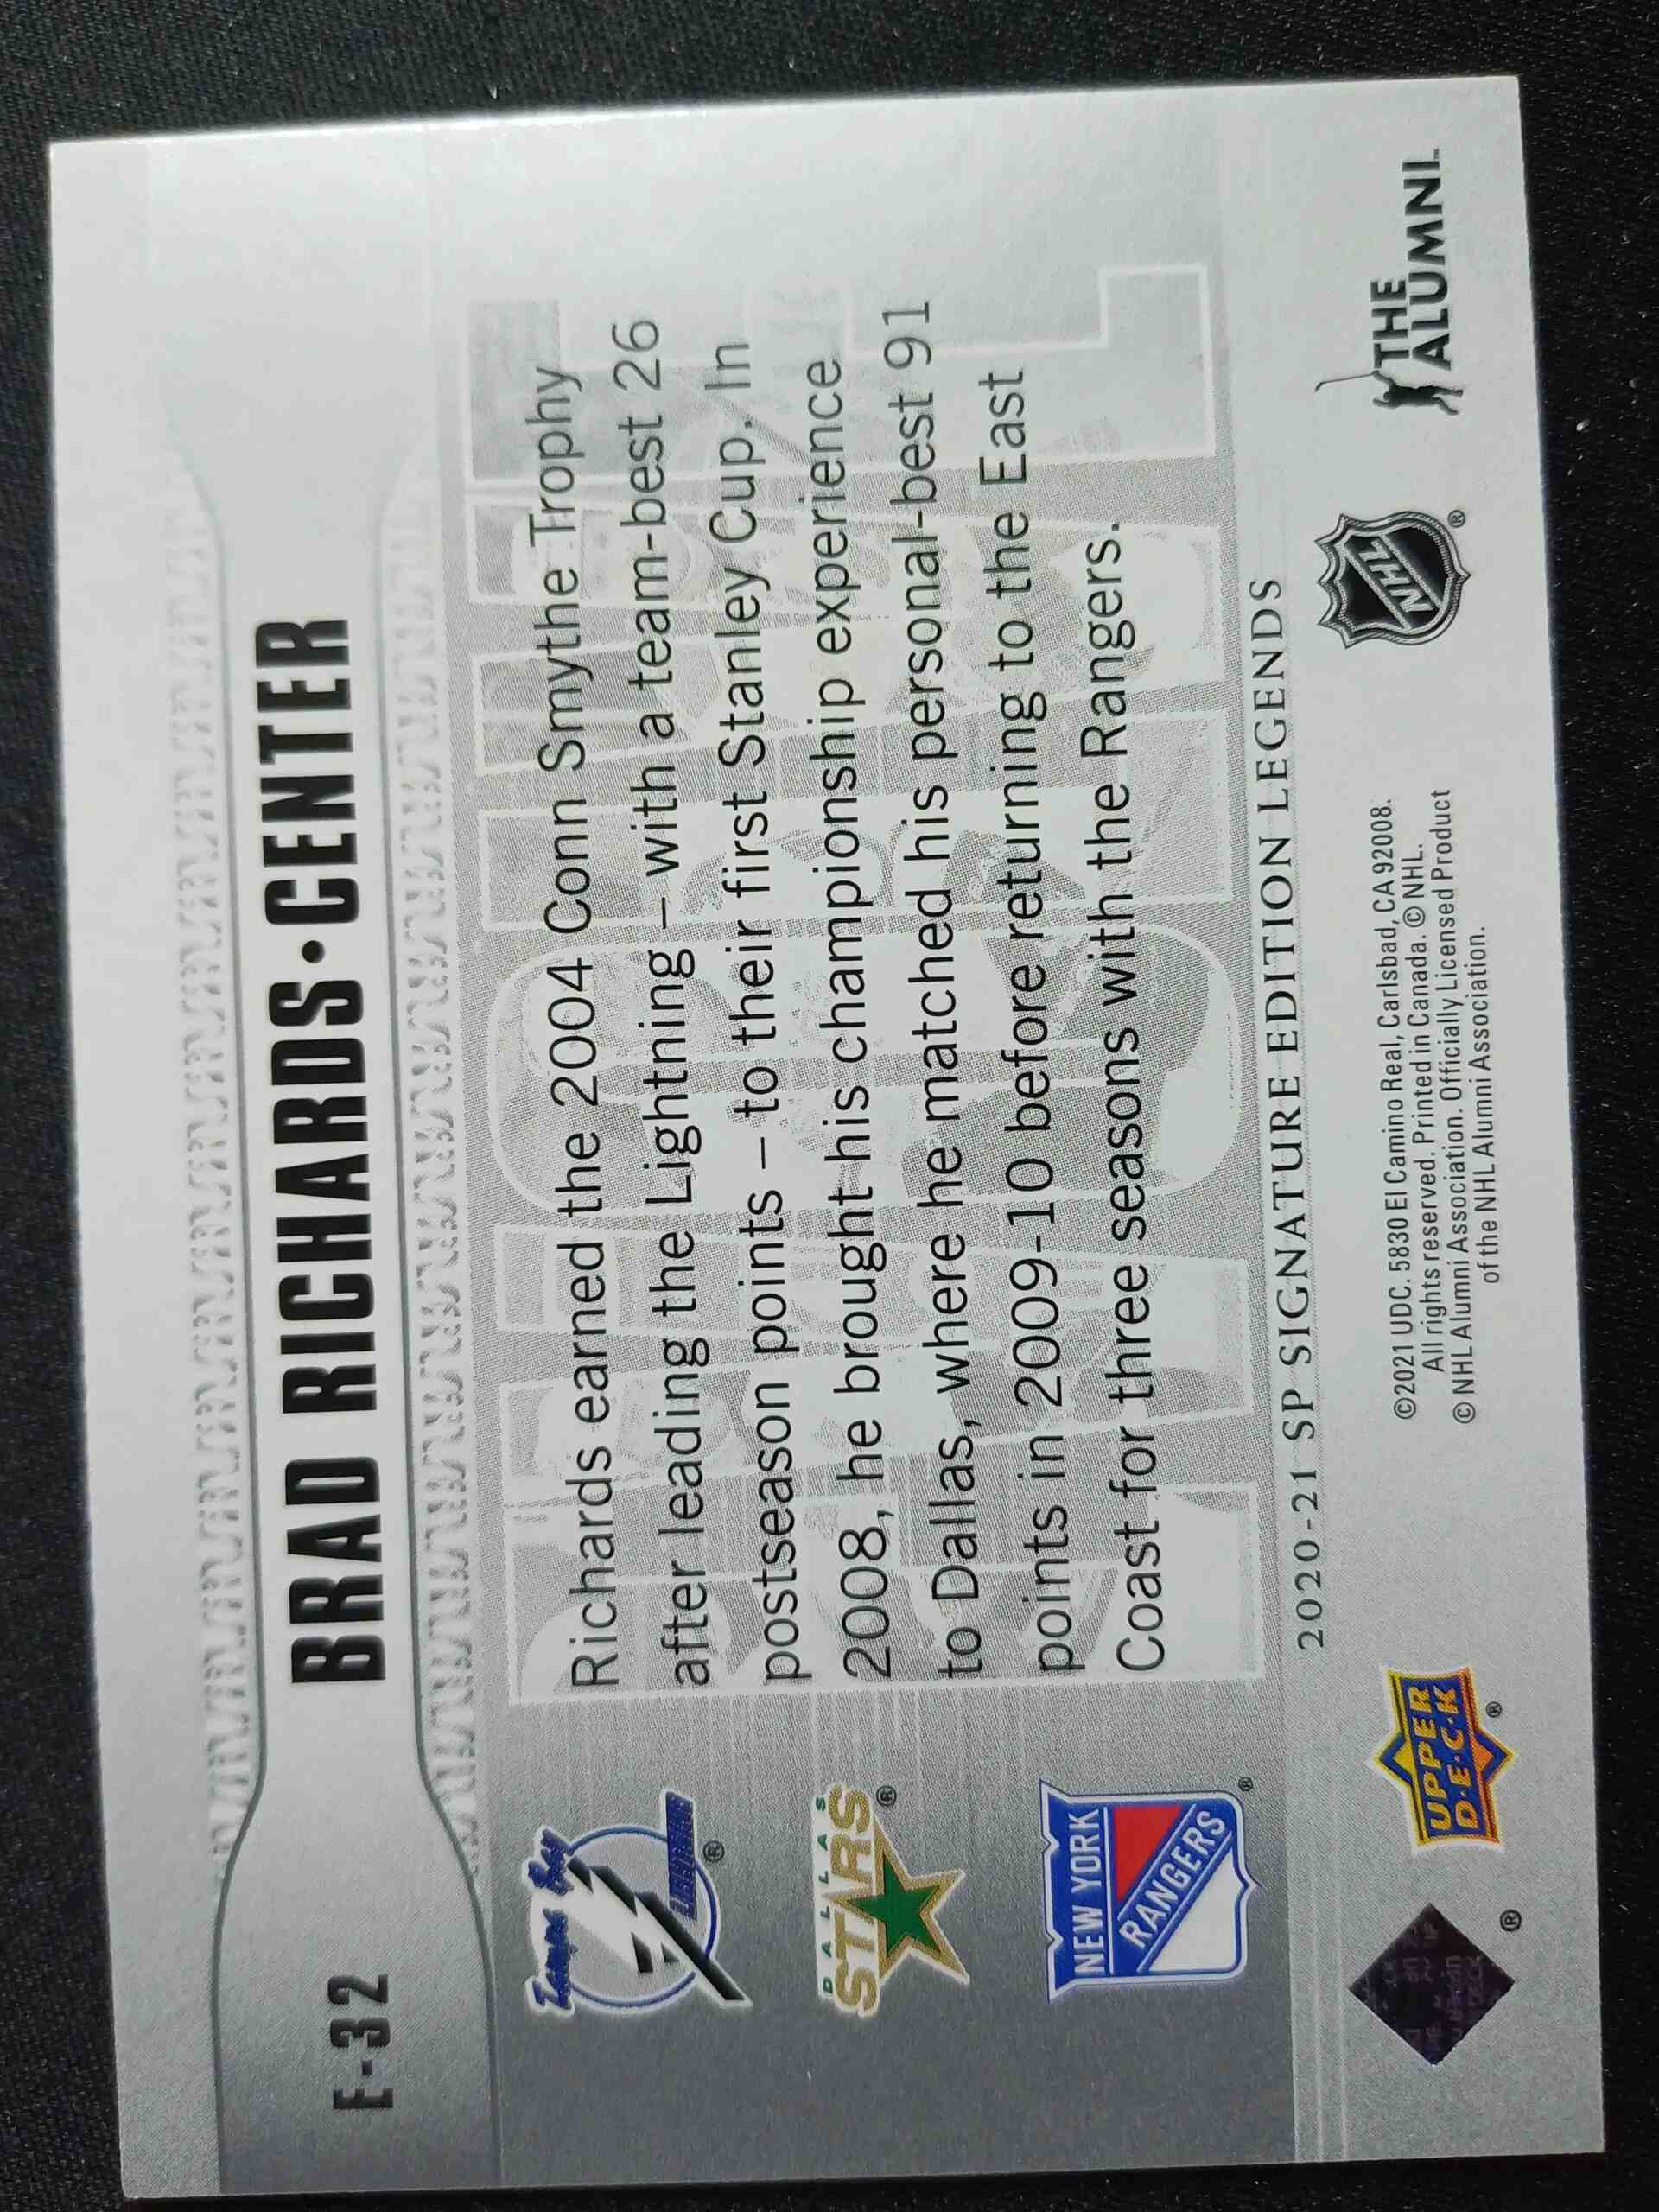 E-32
BRAD RICHARDS • CENTER
Tampa Bay
LIGHTNING
®
DALLAS
STARS
®
NEW YORK
RANGERS
®
Richards earned the 2004 Conn Smythe Trophy
after leading the Lightning – with a team-best 26
postseason points – to their first Stanley Cup. In
2008, he brought his championship experience
to Dallas, where he matched his personal-best 91
points in 2009-10 before returning to the East
Coast for three seasons with the Rangers.
2020-21 SP SIGNATURE EDITION LEGENDS
®
UPPER
D·E·C·K
®
©2021 UDC. 5830 El Camino Real, Carlsbad, CA 92008.
All rights reserved. Printed in Canada. © NHL.
© NHL Alumni Association. Officially Licensed Product
of the NHL Alumni Association.
NHL
®
THE
ALUMNI™